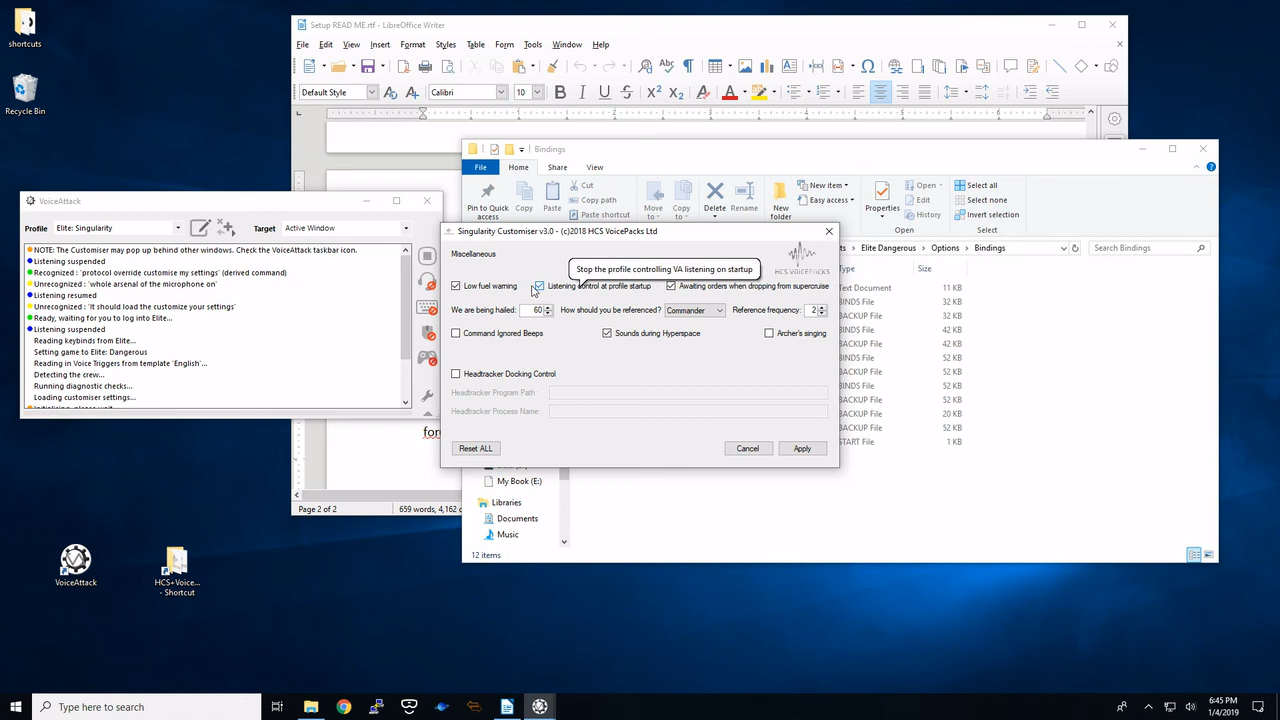 shortcuts
Recycle Bin
Setup READ ME.rtf - LibreOffice Writer
File Edit View Insert Format Styles Table Form Tools Window Help
Default Style
Calibri
10
Bindings
File Home Share View
Pin to Quick access
Copy
Paste
Cut
Copy path
Paste shortcut
Move to
Copy to
Delete
Rename
New folder
New item
Easy access
Properties
Open
Edit
History
Select all
Select none
Invert selection
Open
Select
Elite Dangerous > Options > Bindings
Search Bindings
Type
Size
Text Document 11 KB
BINDS File 32 KB
BINDS File 32 KB
BACKUP File 52 KB
BINDS File 52 KB
BACKUP File 52 KB
BINDS File 52 KB
BACKUP File 52 KB
BACKUP File 52 KB
BACKUP File 20 KB
BACKUP File 52 KB
START File 1 KB
My Book (E:)
Libraries
Documents
Music
12 items
VoiceAttack
Profile Elite: Singularity
Target Active Window
NOTE: The Customiser may pop up behind other windows. Check the VoiceAttack taskbar icon.
Listening suspended
Recognized : 'protocol override customise my settings' (derived command)
Unrecognized : 'whole arsenal of the microphone on'
Listening resumed
Unrecognized : 'It should load the customize your settings'
Ready, waiting for you to log into Elite...
Listening suspended
Reading keybinds from Elite...
Setting game to Elite: Dangerous
Reading in Voice Triggers from template 'English'...
Detecting the crew...
Running diagnostic checks...
Loading customiser settings...
Initialising, please wait...
Singularity Customiser v3.0 - (c)2018 HCS VoicePacks Ltd
Miscellaneous
Stop the profile controlling VA listening on startup
HCS VOICEPACKS
Low fuel warning
Listening control at profile startup
Awaiting orders when dropping from supercruise
We are being hailed: 60
How should you be referenced? Commander
Reference frequency: 2
Command Ignored Beeps
Sounds during Hyperspace
Archer's singing
Headtracker Docking Control
Headtracker Program Path:
Headtracker Process Name:
Reset ALL
Cancel
Apply
for
Page 2 of 2
VoiceAttack
HCS+Voice...
- Shortcut
Type here to search
6:45 PM
1/4/2019